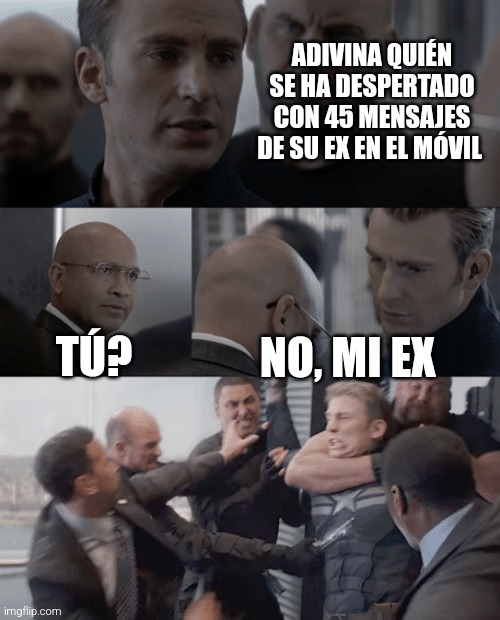 ADIVINA QUIÉN
SE HA DESPERTADO
CON 45 MENSAJES
DE SU EX EN EL MÓVIL
TÚ?
NO, MI EX
imgflip.com